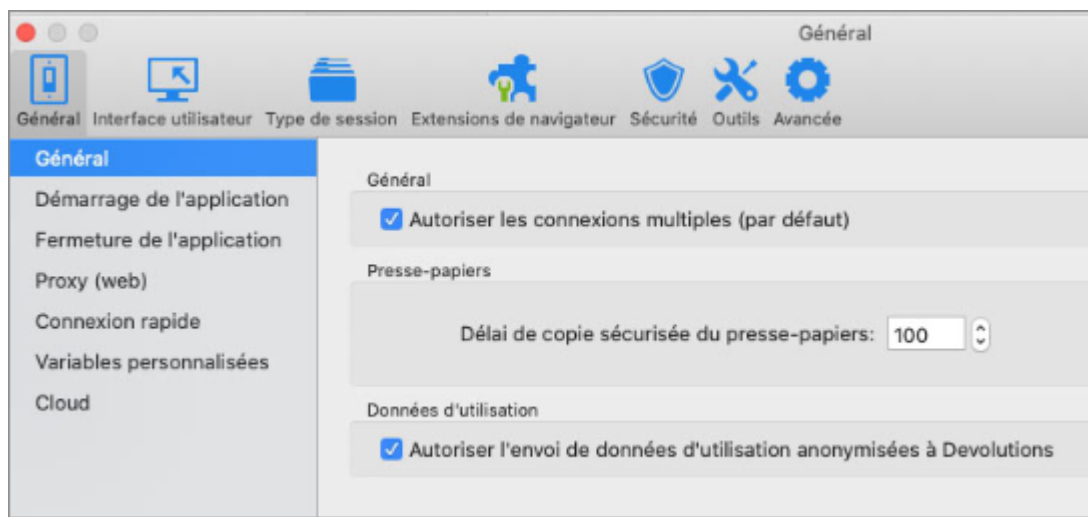 Général
Général Interface utilisateur Type de session Extensions de navigateur Sécurité Outils Avancée
Général
Démarrage de l'application
Fermeture de l'application
Proxy (web)
Connexion rapide
Variables personnalisées
Cloud
Général
Autoriser les connexions multiples (par défaut)
Presse-papiers
Délai de copie sécurisée du presse-papiers: 100
Données d'utilisation
Autoriser l'envoi de données d'utilisation anonymisées à Devolutions